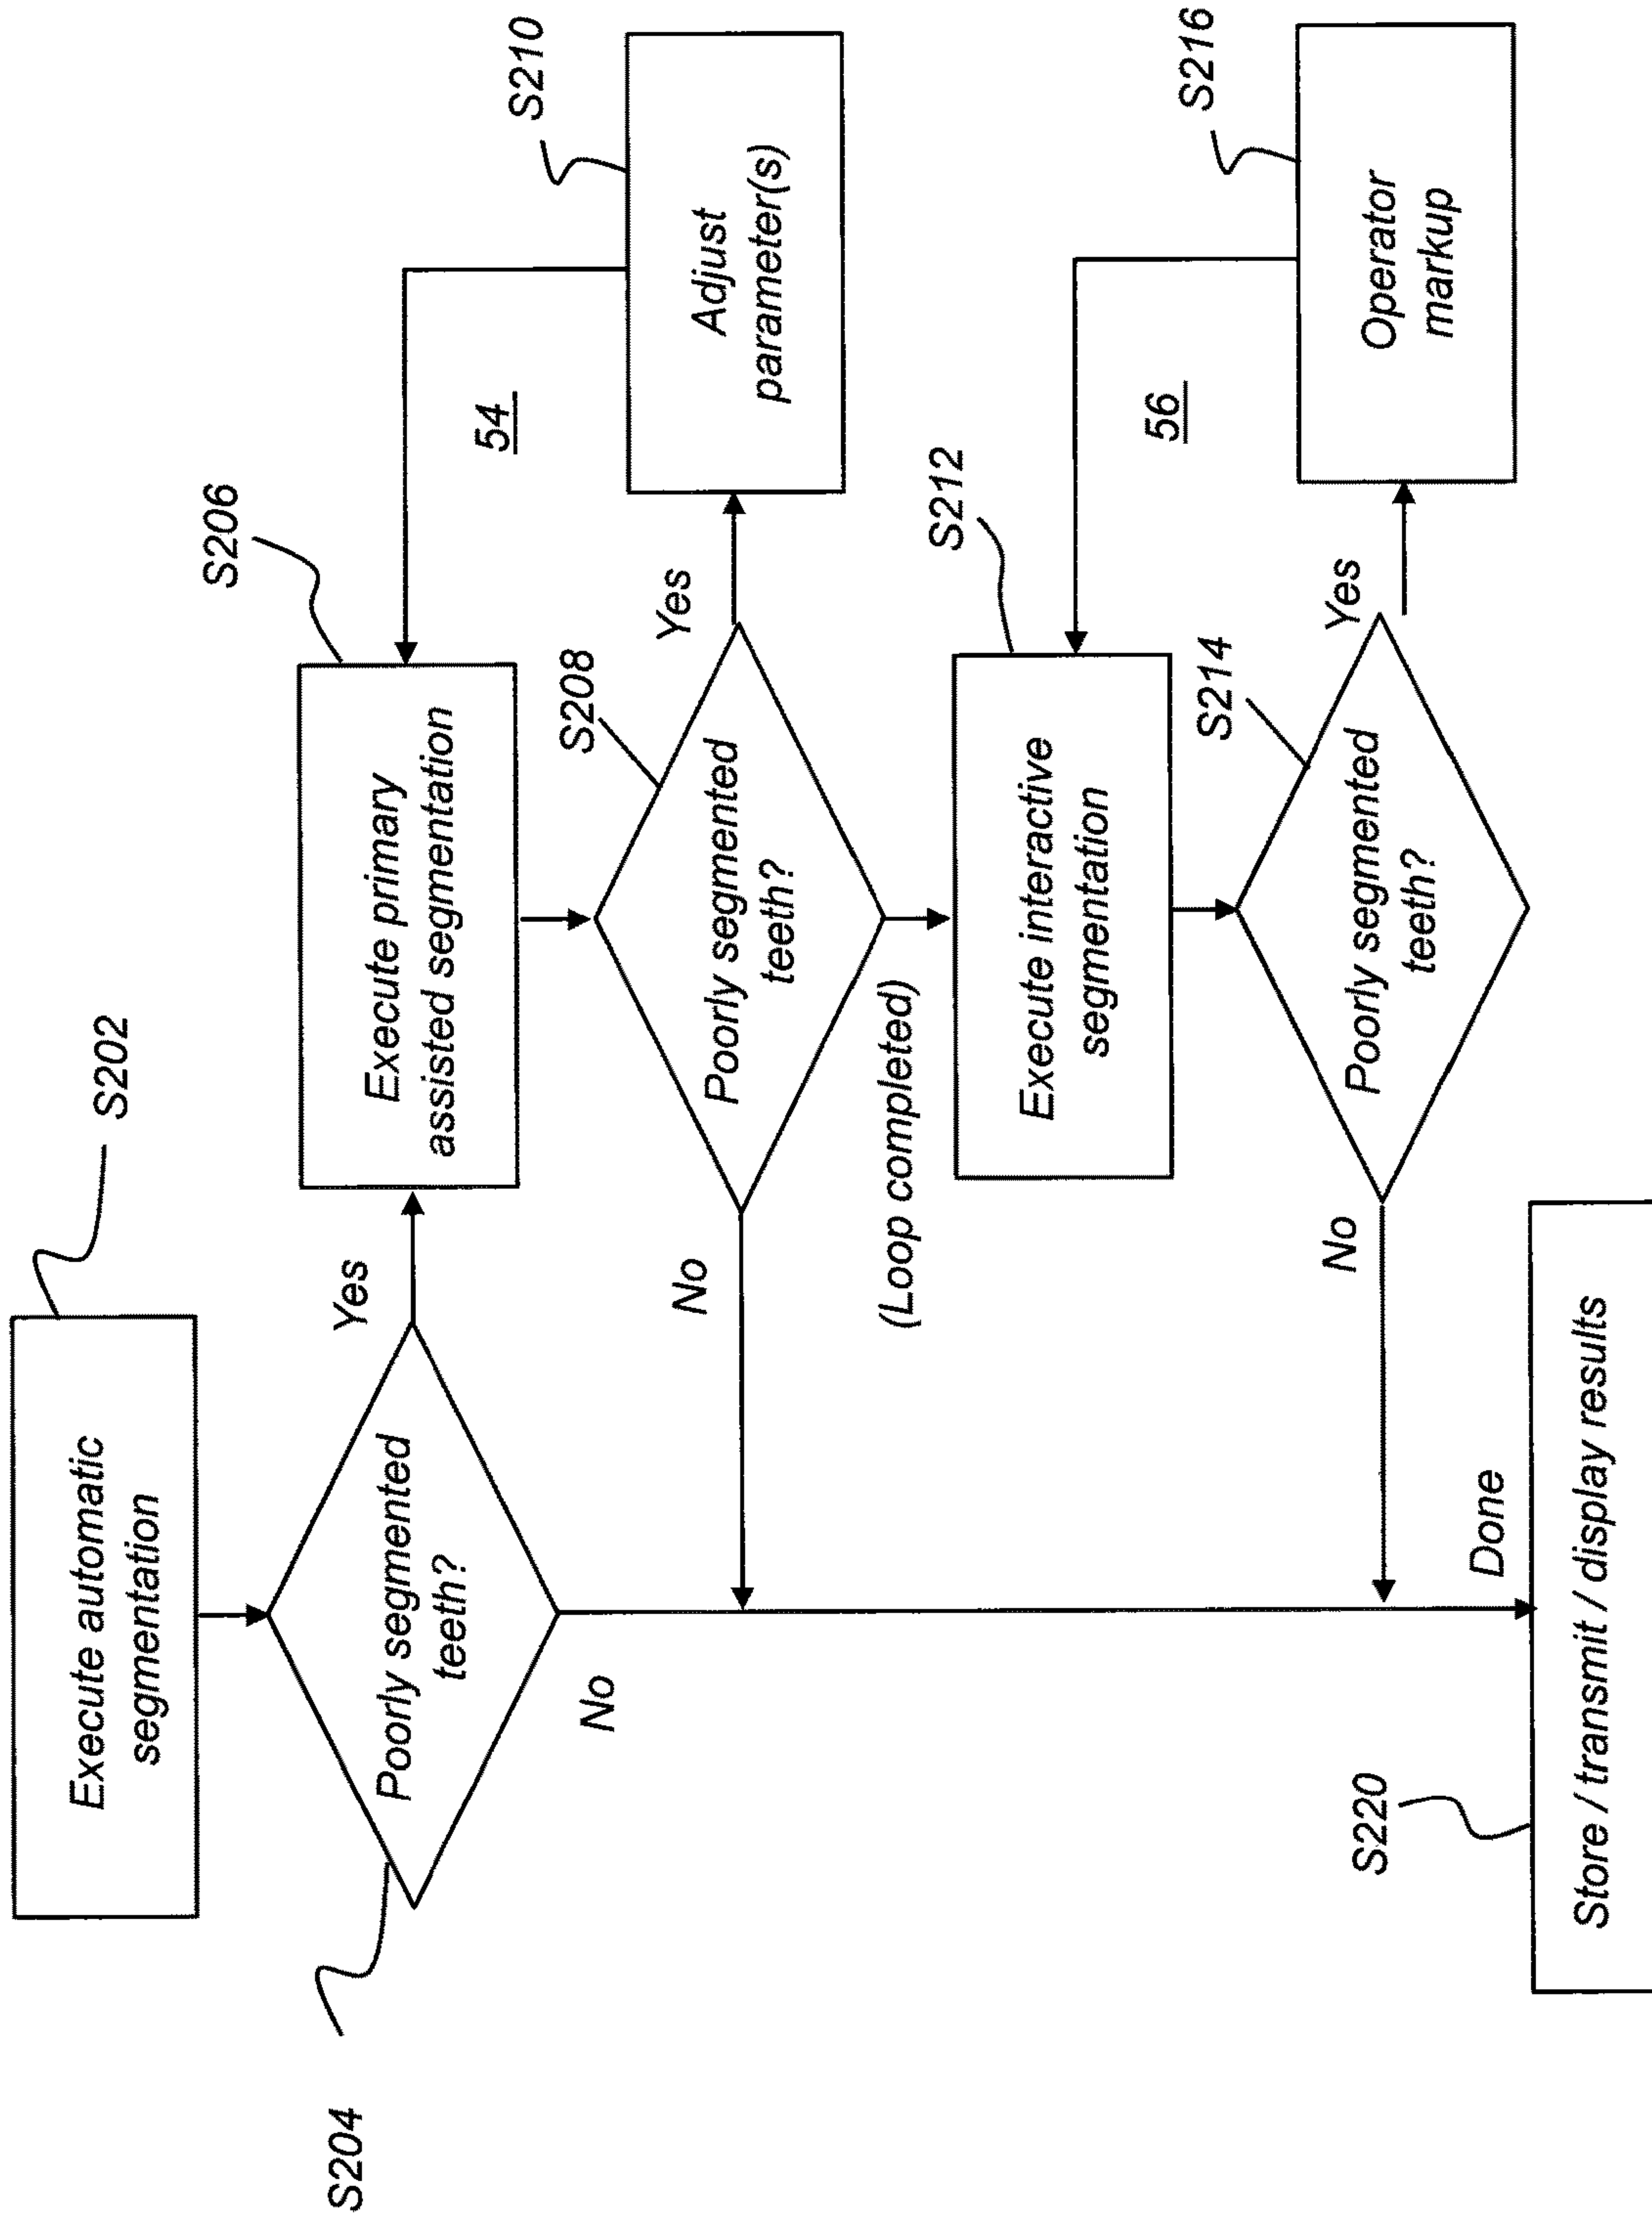 S202
Execute automatic
segmentation
S204
Poorly segmented
teeth?
Yes
No
S206
Execute primary
assisted segmentation
54
S208
Poorly segmented
teeth?
Yes
No
S210
Adjust
parameter(s)
(Loop completed)
S212
Execute interactive
segmentation
56
S214
Poorly segmented
teeth?
Yes
No
S216
Operator
markup
Done
S220
Store / transmit / display results